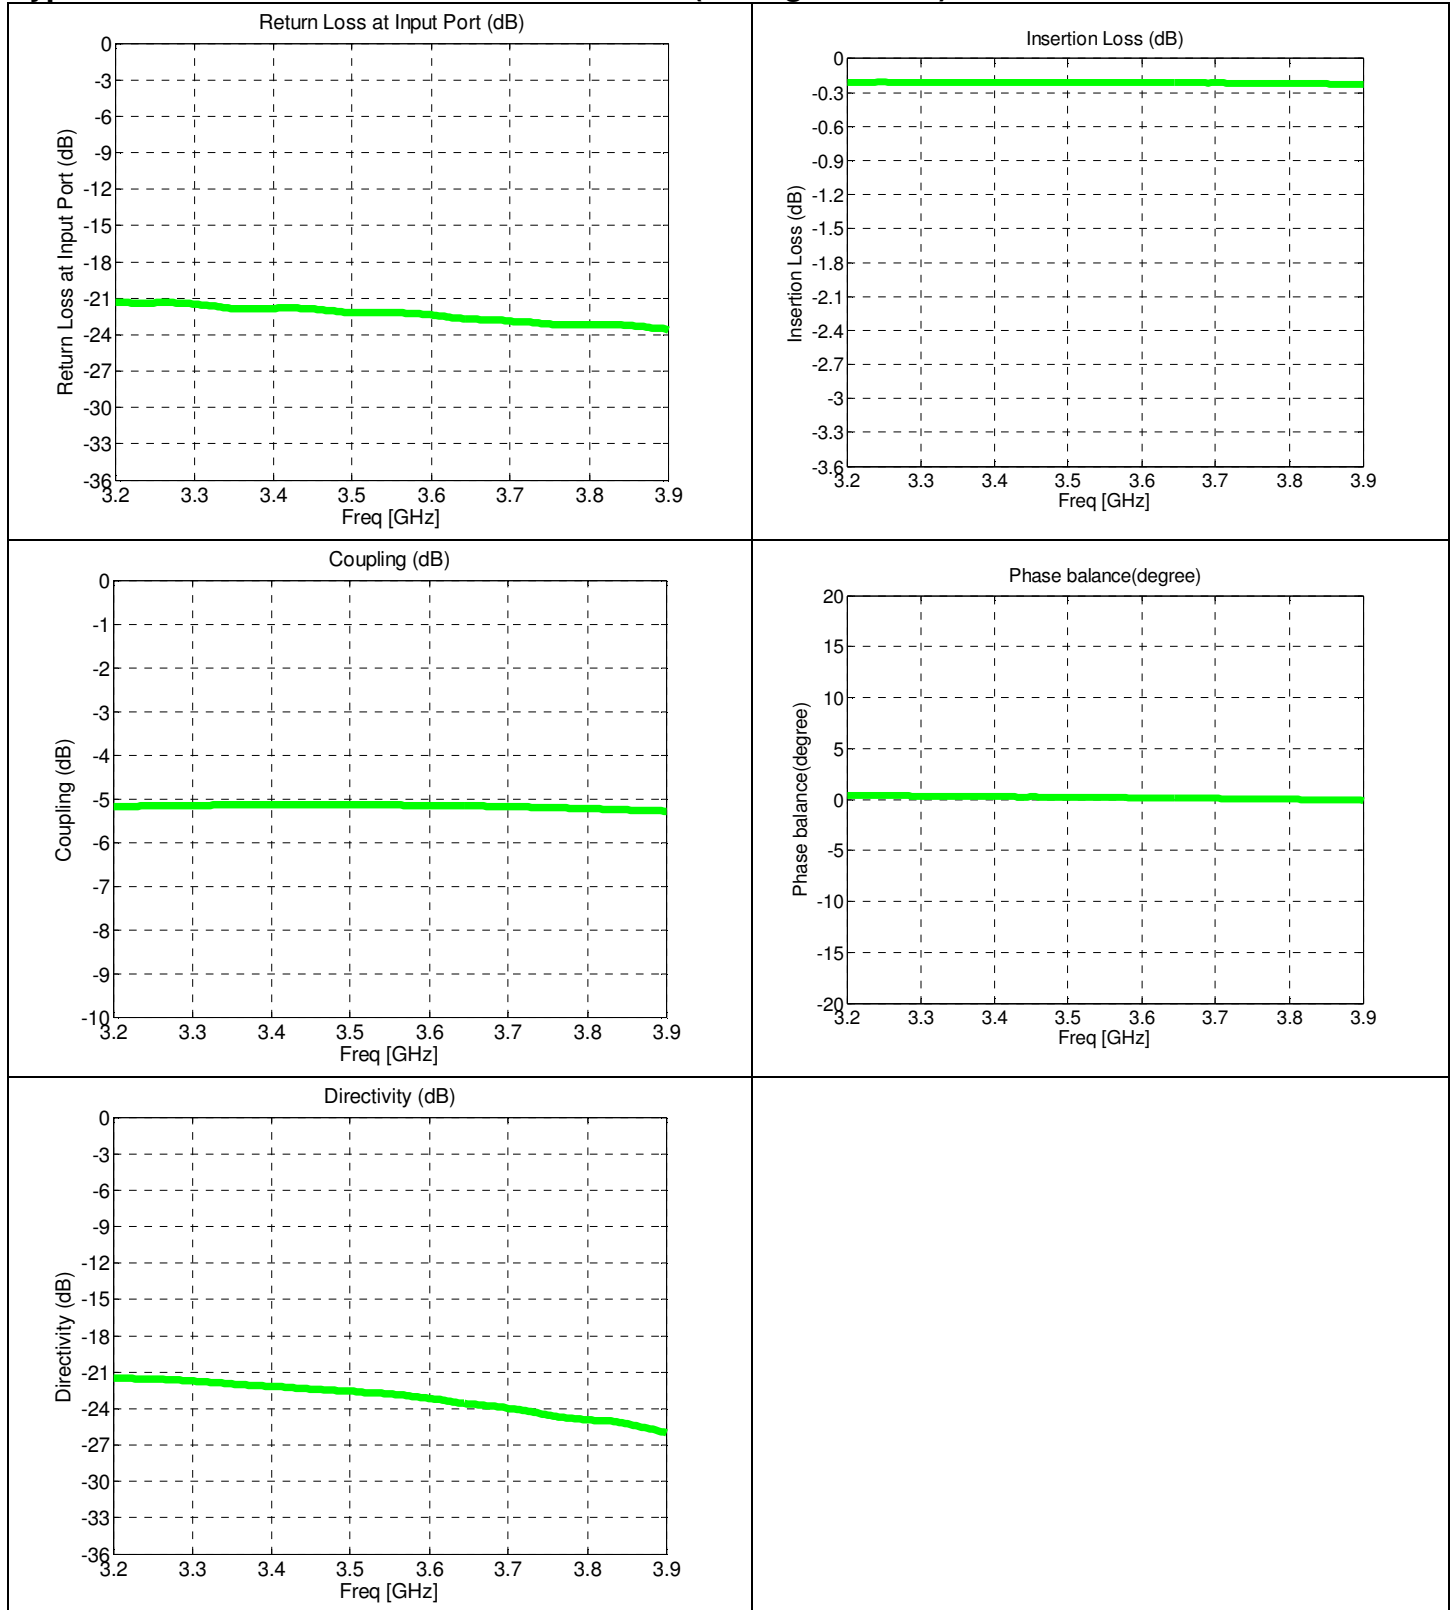 Return Loss at Input Port (dB)
Return Loss at Input Port (dB)
0
-3
-6
-9
-12
-15
-18
-21
-24
-27
-30
-33
-36
3.2 3.3 3.4 3.5 3.6 3.7 3.8 3.9
Freq [GHz]
Insertion Loss (dB)
Insertion Loss (dB)
0
-0.3
-0.6
-0.9
-1.2
-1.5
-1.8
-2.1
-2.4
-2.7
-3
-3.3
-3.6
3.2 3.3 3.4 3.5 3.6 3.7 3.8 3.9
Freq [GHz]
Coupling (dB)
Coupling (dB)
0
-1
-2
-3
-4
-5
-6
-7
-8
-9
-10
3.2 3.3 3.4 3.5 3.6 3.7 3.8 3.9
Freq [GHz]
Phase balance(degree)
Phase balance(degree)
20
15
10
5
0
-5
-10
-15
-20
3.2 3.3 3.4 3.5 3.6 3.7 3.8 3.9
Freq [GHz]
Directivity (dB)
Directivity (dB)
0
-3
-6
-9
-12
-15
-18
-21
-24
-27
-30
-33
-36
3.2 3.3 3.4 3.5 3.6 3.7 3.8 3.9
Freq [GHz]